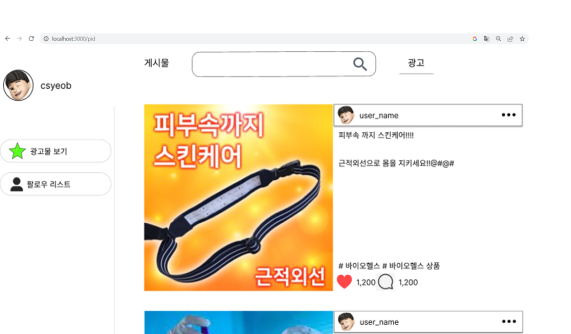 localhost:3000/pid
게시물
광고
csyeob
광고물 보기
팔로우 리스트
피부속까지
스킨케어
근적외선
user_name
피부속 까지 스킨케어!!!!
근적외선으로 몸을 지키세요!!@#@#
# 바이오헬스 # 바이오헬스 상품
1,200 1,200
user_name